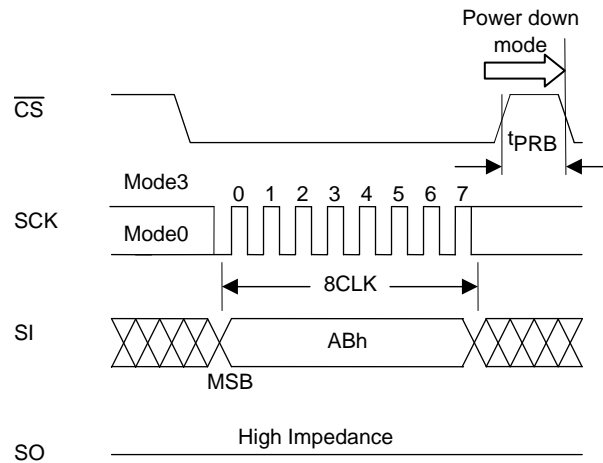 Power down
mode
CS
tPRB
Mode3
0 1 2 3 4 5 6 7
SCK
Mode0
8CLK
SI
ABh
MSB
High Impedance
SO